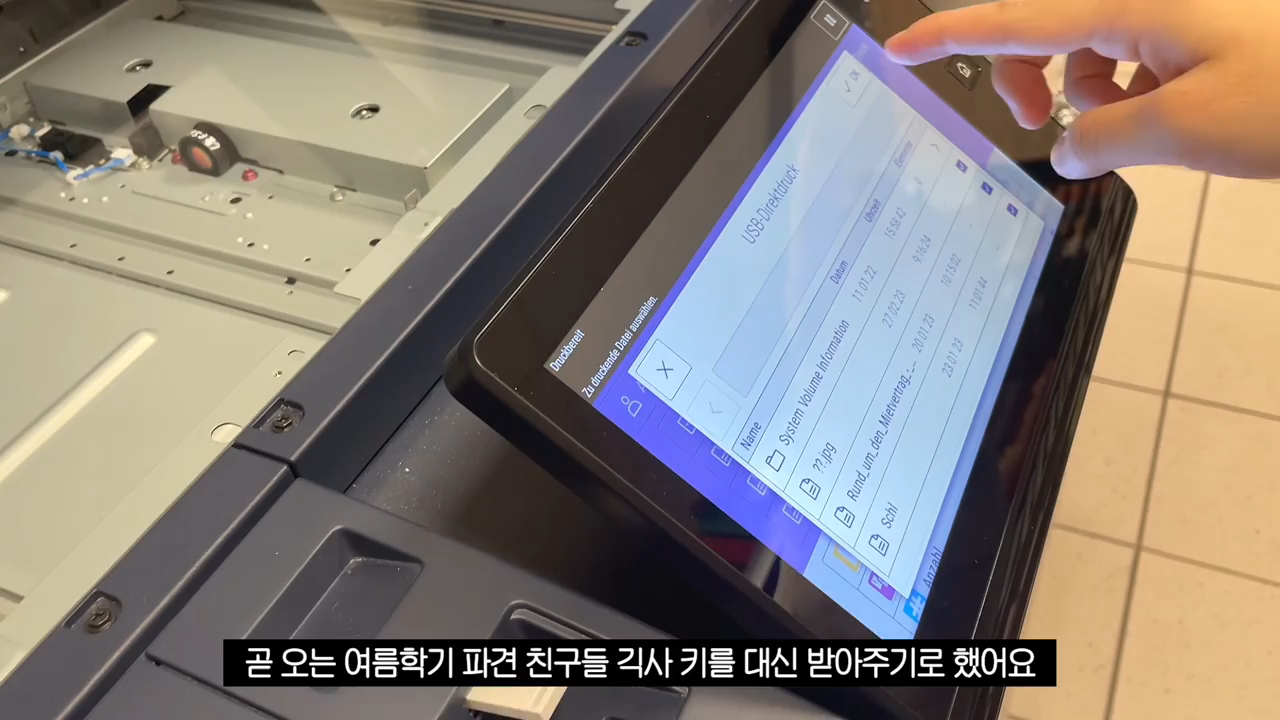 Druckbereit
Zu druckende Datei auswählen.
USB-Direktdruck
OK
Name Datum Uhrzeit Elemente
System Volume Information 11.01.22 15:58:42
??.jpg 27.02.23 9:16:24
Rund_um_den_Mietvertrag_-_ 20.01.23 10:15:02
Schl 23.01.23 11:01:44
Anzahl
곧 오는 여름학기 파견 친구들 긱사 키를 대신 받아주기로 했어요